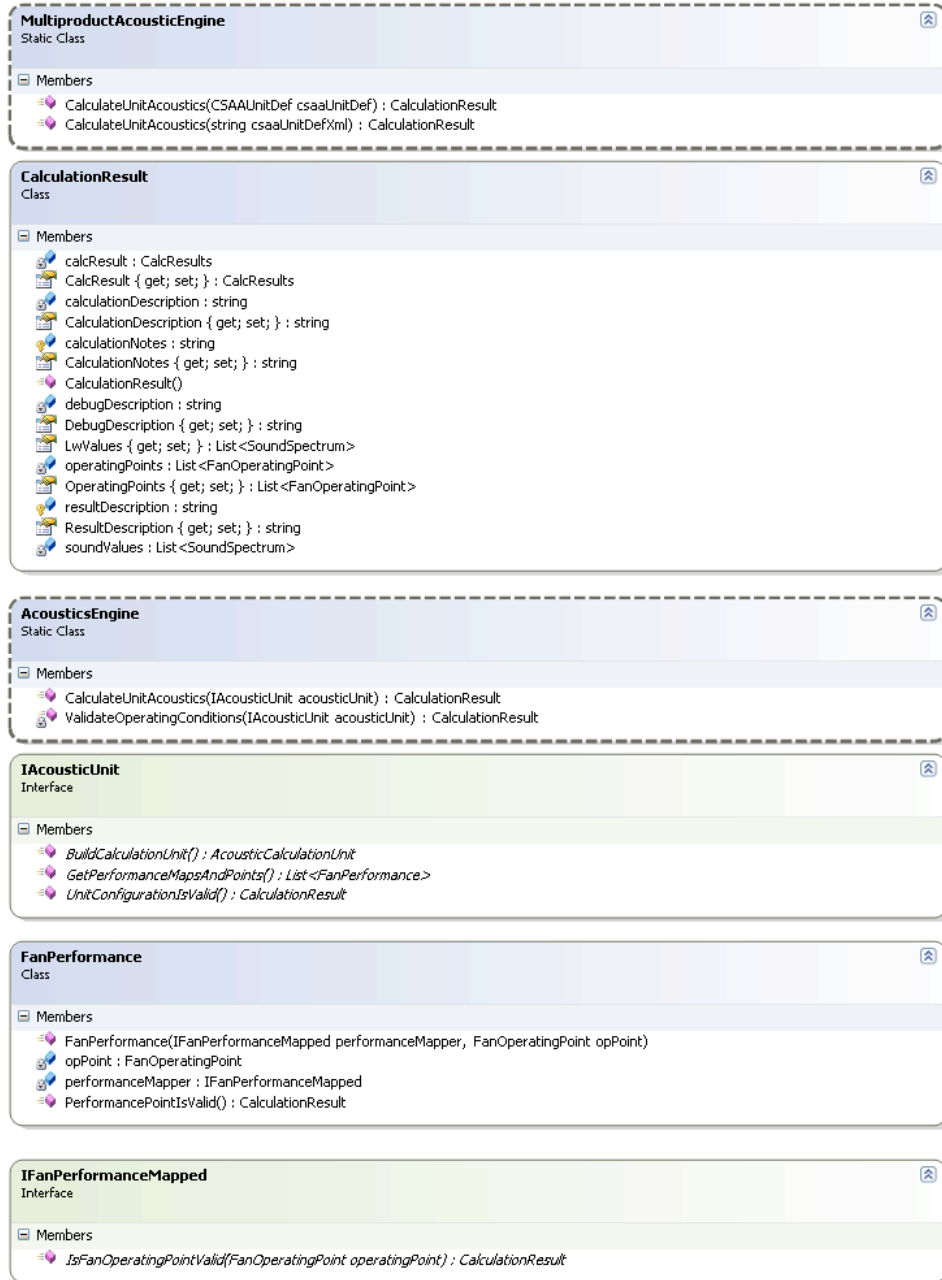 MultiproductAcousticEngine
Static Class
Members
CalculateUnitAcoustics(CSAAUnitDef csaaUnitDef) : CalculationResult
CalculateUnitAcoustics(string csaaUnitDefXml) : CalculationResult
CalculationResult
Class
Members
calcResult : CalcResults
CalcResult { get; set; } : CalcResults
calculationDescription : string
CalculationDescription { get; set; } : string
calculationNotes : string
CalculationNotes { get; set; } : string
CalculationResult()
debugDescription : string
DebugDescription { get; set; } : string
LwValues { get; set; } : List<SoundSpectrum>
operatingPoints : List<FanOperatingPoint>
OperatingPoints { get; set; } : List<FanOperatingPoint>
resultDescription : string
ResultDescription { get; set; } : string
soundValues : List<SoundSpectrum>
AcousticsEngine
Static Class
Members
CalculateUnitAcoustics(IAcousticUnit acousticUnit) : CalculationResult
ValidateOperatingConditions(IAcousticUnit acousticUnit) : CalculationResult
IAcousticUnit
Interface
Members
BuildCalculationUnit() : AcousticCalculationUnit
GetPerformanceMapsAndPoints() : List<FanPerformance>
UnitConfigurationIsValid() : CalculationResult
FanPerformance
Class
Members
FanPerformance(IFanPerformanceMapped performanceMapper, FanOperatingPoint opPoint)
opPoint : FanOperatingPoint
performanceMapper : IFanPerformanceMapped
PerformancePointIsValid() : CalculationResult
IFanPerformanceMapped
Interface
Members
IsFanOperatingPointValid(FanOperatingPoint operatingPoint) : CalculationResult